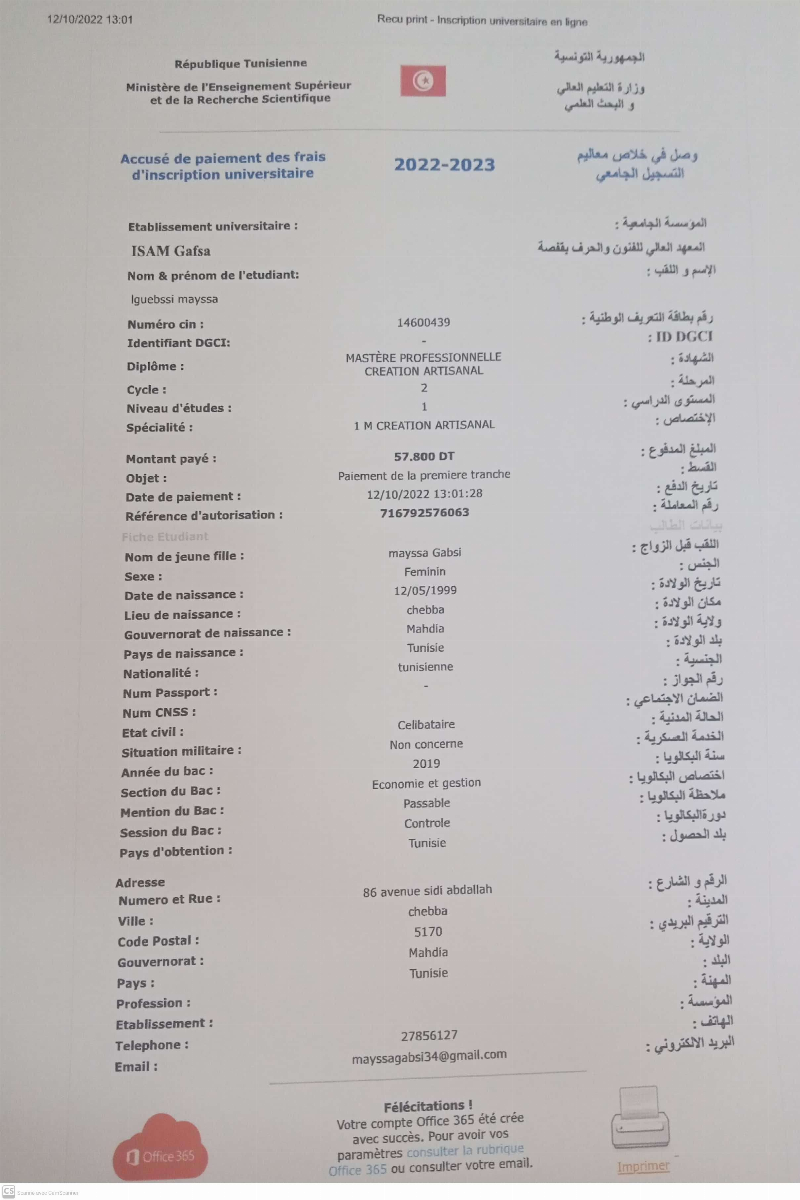 12/10/2022 13:01 Recu print - Inscription universitaire en ligne
République Tunisienne الجمهورية التونسية
Ministère de l'Enseignement Supérieur وزارة التعليم العالي
et de la Recherche Scientifique و البحث العلمي
Accusé de paiement des frais 2022-2023 وصل في خلاص معاليم
d'inscription universitaire التسجيل الجامعي
Etablissement universitaire : المؤسسة الجامعية :
ISAM Gafsa المعهد العالي للفنون والحرف بقفصة
Nom & prénom de l'etudiant: الإسم و اللقب :
lguebssi mayssa
Numéro cin : 14600439 رقم بطاقة التعريف الوطنية :
Identifiant DGCI: - ID DGCI :
Diplôme : MASTÈRE PROFESSIONNELLE الشهادة :
CREATION ARTISANAL
Cycle : 2 المرحلة :
Niveau d'études : 1 المستوى الدراسي :
Spécialité : 1 M CREATION ARTISANAL الإختصاص :
Montant payé : 57.800 DT المبلغ المدفوع :
Objet : Paiement de la premiere tranche القسط :
Date de paiement : 12/10/2022 13:01:28 تاريخ الدفع :
Référence d'autorisation : 716792576063 رقم المعاملة :
Fiche Etudiant بيانات الطالب
Nom de jeune fille : mayssa Gabsi اللقب قبل الزواج :
Sexe : Feminin الجنس :
Date de naissance : 12/05/1999 تاريخ الولادة :
Lieu de naissance : chebba مكان الولادة :
Gouvernorat de naissance : Mahdia ولاية الولادة :
Pays de naissance : Tunisie بلد الولادة :
Nationalité : tunisienne الجنسية :
Num Passport : - رقم الجواز :
Num CNSS : الضمان الاجتماعي :
Etat civil : Celibataire الحالة المدنية :
Situation militaire : Non concerne الخدمة العسكرية :
Année du bac : 2019 سنة البكالويا :
Section du Bac : Economie et gestion اختصاص البكالويا :
Mention du Bac : Passable ملاحظة البكالويا :
Session du Bac : Controle دورةالبكالويا :
Pays d'obtention : Tunisie بلد الحصول :
Adresse
Numero et Rue : 86 avenue sidi abdallah الرقم و الشارع :
Ville : chebba المدينة :
Code Postal : 5170 الترقيم البريدي :
Gouvernorat : Mahdia الولاية :
Pays : Tunisie البلد :
Profession : المهنة :
Etablissement : المؤسسة :
Telephone : 27856127 الهاتف :
Email : mayssagabsi34@gmail.com البريد الالكتروني :
Félécitations !
Votre compte Office 365 été crée
avec succès. Pour avoir vos
paramètres consulter la rubrique
Office 365 ou consulter votre email.
Office 365
Imprimer
CS Scanné avec CamScanner